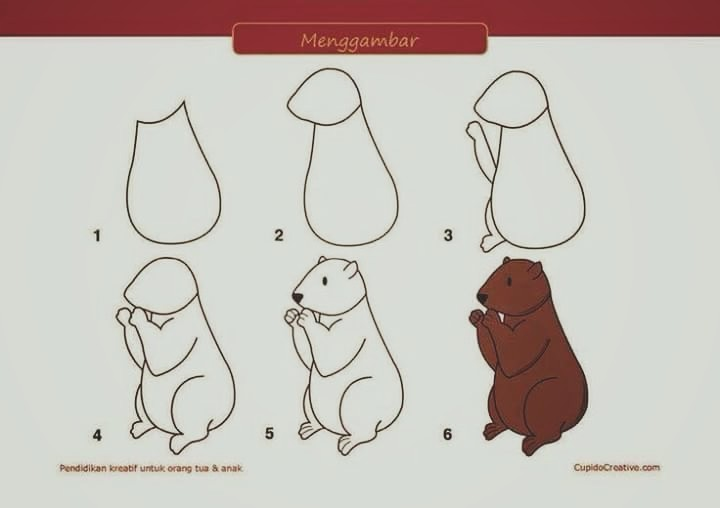 Menggambar
1
2
3
4
5
6
Pendidikan kreatif untuk orang tua & anak
CupidoCreative.com